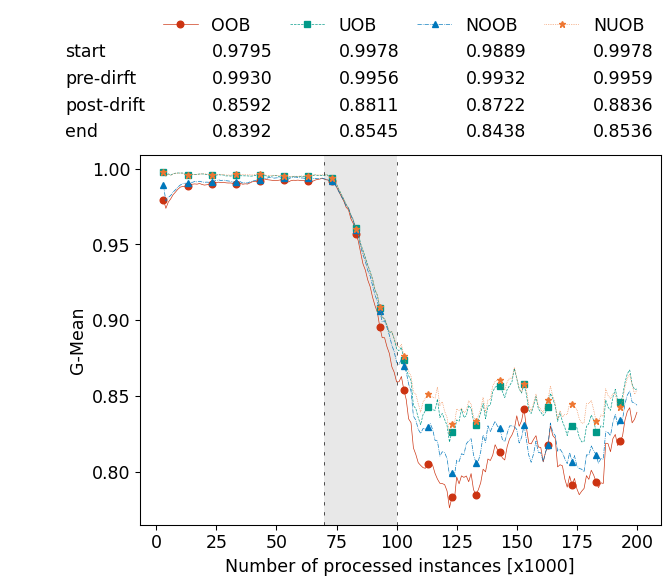 OOB UOB NOOB NUOB
start 0.9795 0.9978 0.9889 0.9978
pre-dirft 0.9930 0.9956 0.9932 0.9959
post-drift 0.8592 0.8811 0.8722 0.8836
end 0.8392 0.8545 0.8438 0.8536
1.00
0.95
0.90
0.85
0.80
G-Mean
0 25 50 75 100 125 150 175 200
Number of processed instances [x1000]